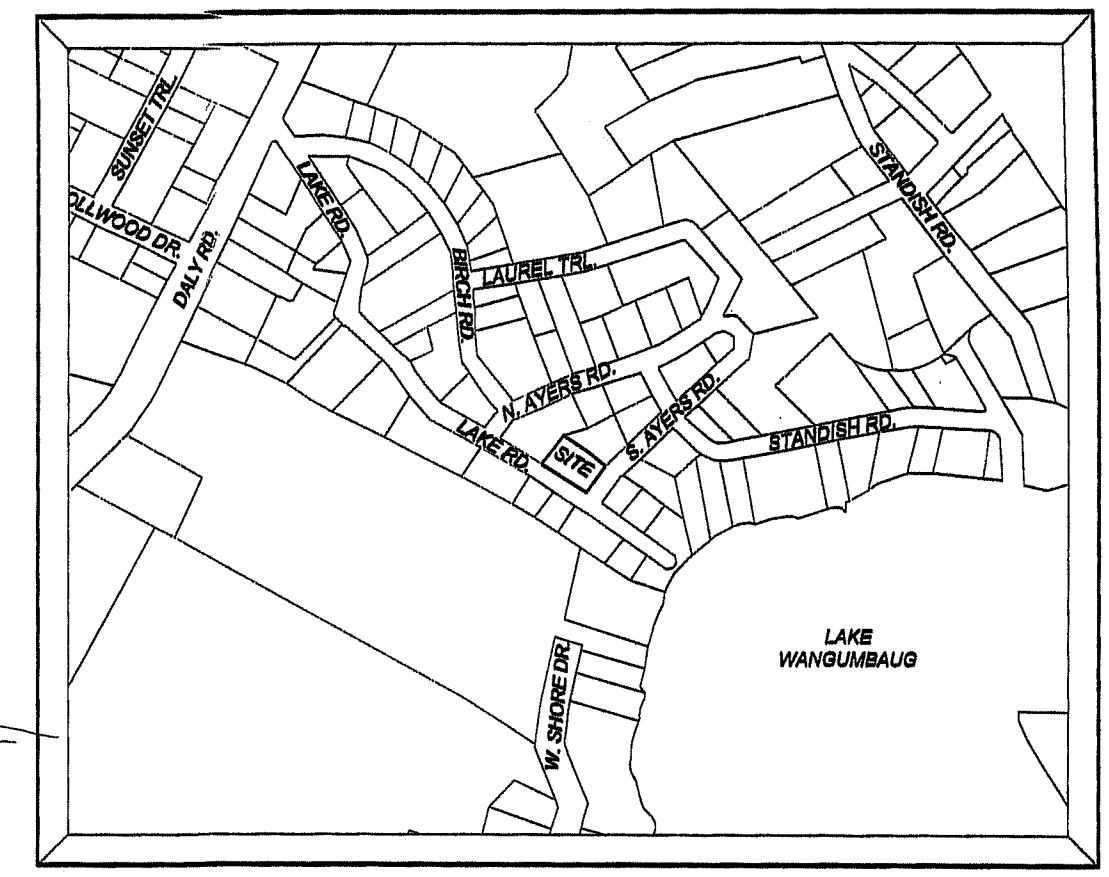 SUNSET TRL.
OLLWOOD DR.
DALY RD.
LAKE RD.
BIRCH RD.
LAUREL TRL.
STANDISH RD.
N. AYERS RD.
S. AYERS RD.
LAKE RD.
SITE
STANDISH RD.
LAKE
WANGUMBAUG
W. SHORE DR.